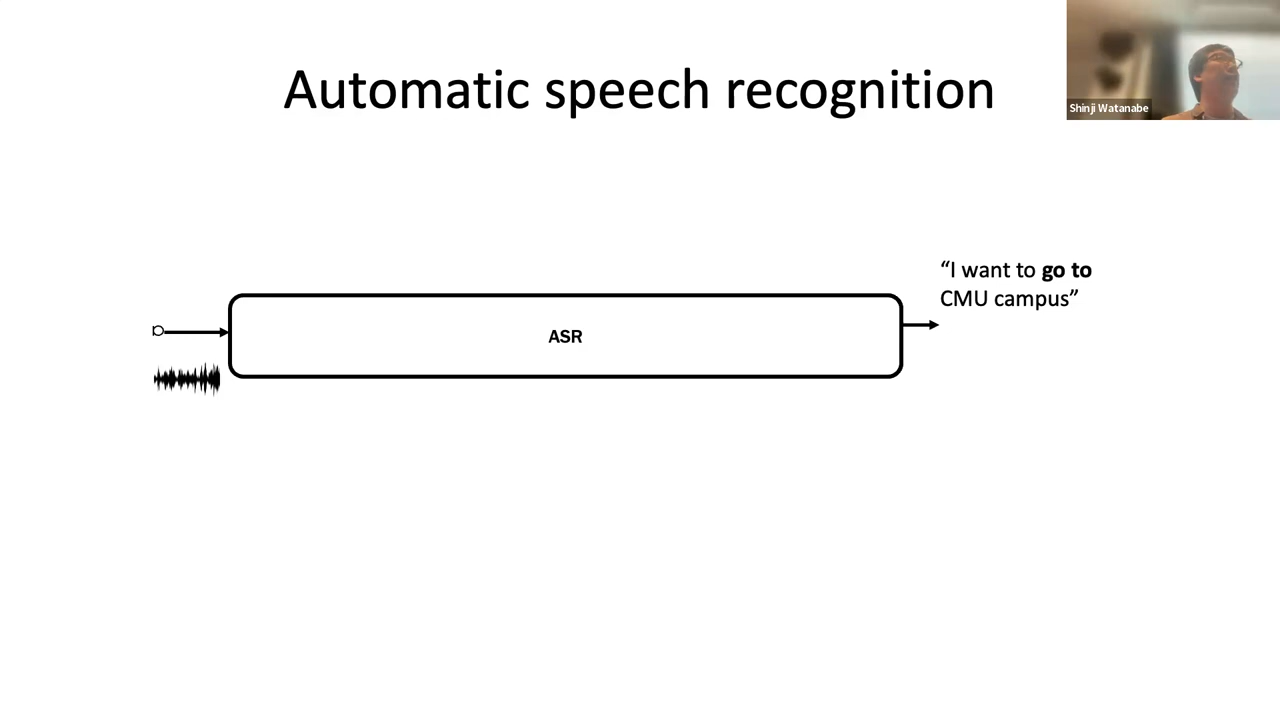 Automatic speech recognition
Shinji Watanabe
“I want to go to
CMU campus”
ASR